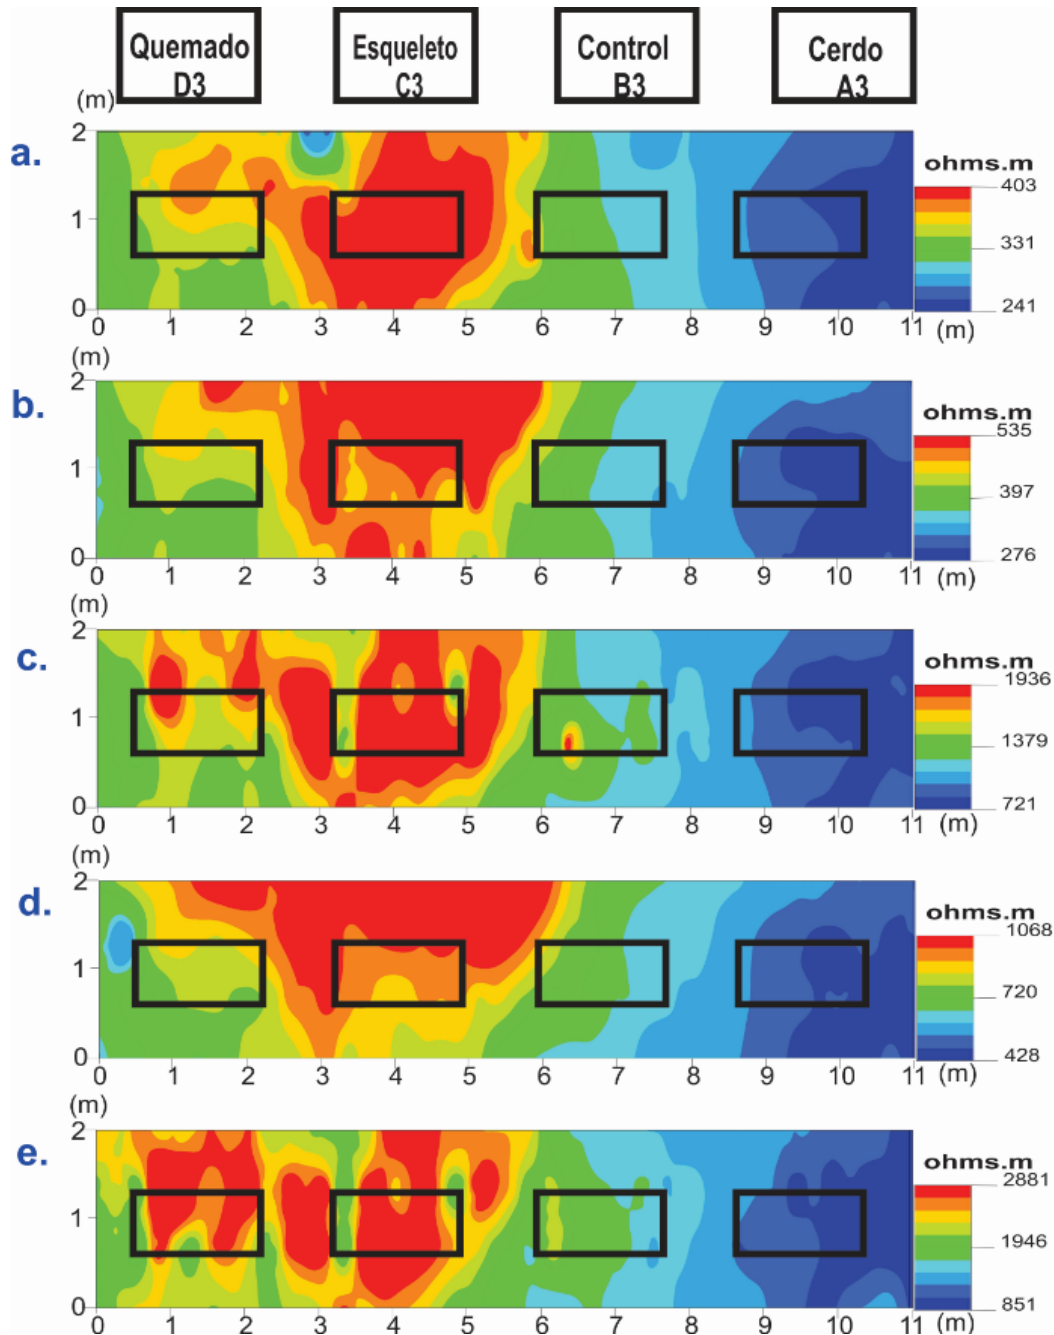 Quemado
D3
Esqueleto
C3
Control
B3
Cerdo
A3
(m)
a.
2
1
0
0 1 2 3 4 5 6 7 8 9 10 11 (m)
ohms.m
403
331
241
(m)
b.
2
1
0
0 1 2 3 4 5 6 7 8 9 10 11 (m)
ohms.m
535
397
276
(m)
c.
2
1
0
0 1 2 3 4 5 6 7 8 9 10 11 (m)
ohms.m
1936
1379
721
(m)
d.
2
1
0
0 1 2 3 4 5 6 7 8 9 10 11 (m)
ohms.m
1068
720
428
(m)
e.
2
1
0
0 1 2 3 4 5 6 7 8 9 10 11 (m)
ohms.m
2881
1946
851